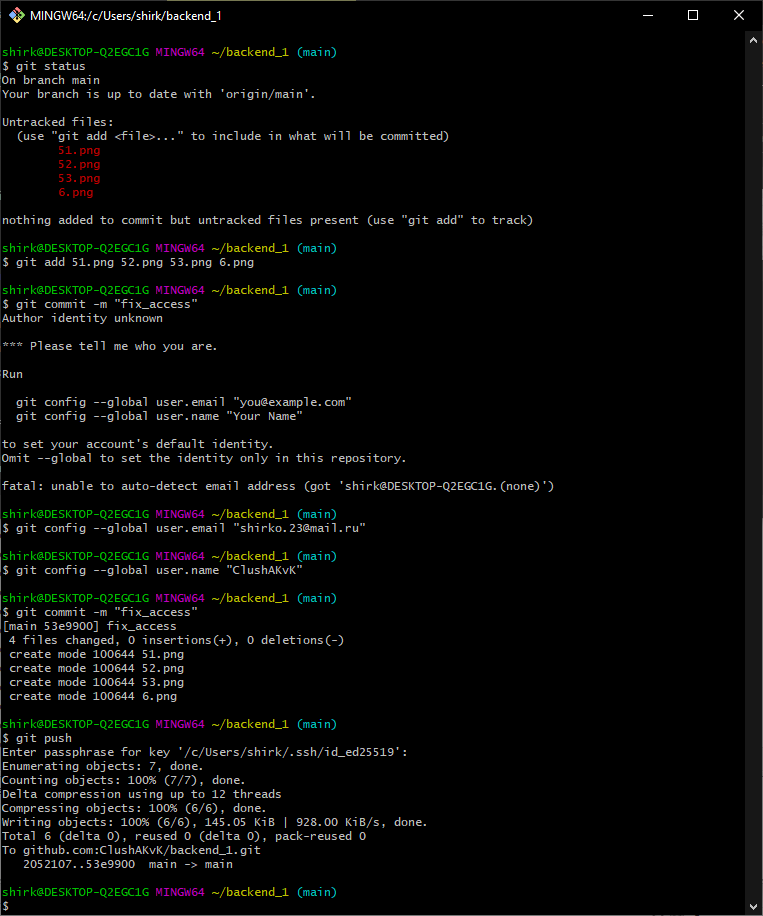 MINGW64:/c/Users/shirk/backend_1
shirk@DESKTOP-Q2EGC1G MINGW64 ~/backend_1 (main)
$ git status
On branch main
Your branch is up to date with 'origin/main'.
Untracked files:
  (use "git add <file>..." to include in what will be committed)
        51.png
        52.png
        53.png
        6.png
nothing added to commit but untracked files present (use "git add" to track)
shirk@DESKTOP-Q2EGC1G MINGW64 ~/backend_1 (main)
$ git add 51.png 52.png 53.png 6.png
shirk@DESKTOP-Q2EGC1G MINGW64 ~/backend_1 (main)
$ git commit -m "fix_access"
Author identity unknown
*** Please tell me who you are.
Run
  git config --global user.email "you@example.com"
  git config --global user.name "Your Name"
to set your account's default identity.
Omit --global to set the identity only in this repository.
fatal: unable to auto-detect email address (got 'shirk@DESKTOP-Q2EGC1G.(none)')
shirk@DESKTOP-Q2EGC1G MINGW64 ~/backend_1 (main)
$ git config --global user.email "shirko.23@mail.ru"
shirk@DESKTOP-Q2EGC1G MINGW64 ~/backend_1 (main)
$ git config --global user.name "ClushAKvK"
shirk@DESKTOP-Q2EGC1G MINGW64 ~/backend_1 (main)
$ git commit -m "fix_access"
[main 53e9900] fix_access
 4 files changed, 0 insertions(+), 0 deletions(-)
 create mode 100644 51.png
 create mode 100644 52.png
 create mode 100644 53.png
 create mode 100644 6.png
shirk@DESKTOP-Q2EGC1G MINGW64 ~/backend_1 (main)
$ git push
Enter passphrase for key '/c/Users/shirk/.ssh/id_ed25519':
Enumerating objects: 7, done.
Counting objects: 100% (7/7), done.
Delta compression using up to 12 threads
Compressing objects: 100% (6/6), done.
Writing objects: 100% (6/6), 145.05 KiB | 928.00 KiB/s, done.
Total 6 (delta 0), reused 0 (delta 0), pack-reused 0
To github.com:ClushAKvK/backend_1.git
   2052107..53e9900  main -> main
shirk@DESKTOP-Q2EGC1G MINGW64 ~/backend_1 (main)
$